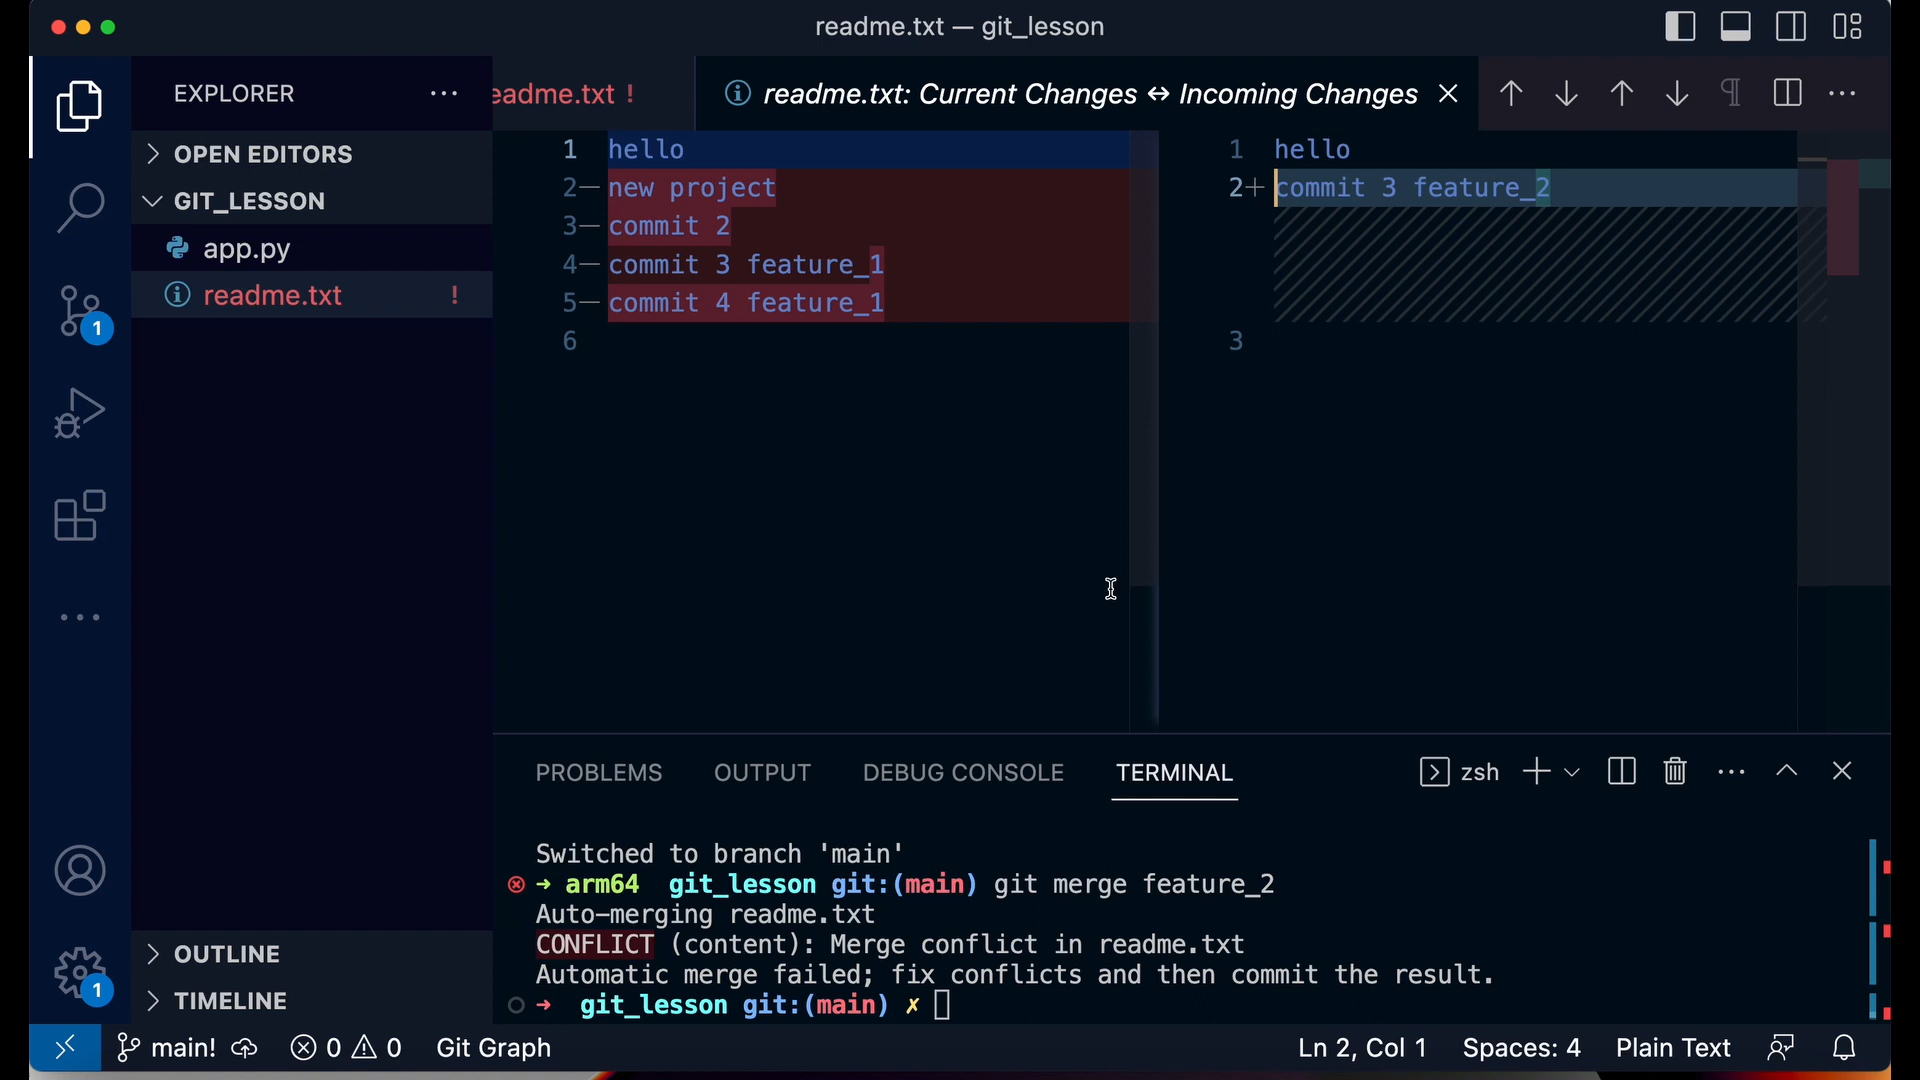 readme.txt — git_lesson
EXPLORER
eadme.txt !
readme.txt: Current Changes ↔ Incoming Changes
OPEN EDITORS
GIT_LESSON
app.py
readme.txt !
1 hello
2— new project
3— commit 2
4— commit 3 feature_1
5— commit 4 feature_1
6
1 hello
2+ commit 3 feature_2
3
1
PROBLEMS OUTPUT DEBUG CONSOLE TERMINAL
zsh
Switched to branch 'main'
➜ arm64 git_lesson git:(main) git merge feature_2
Auto-merging readme.txt
CONFLICT (content): Merge conflict in readme.txt
Automatic merge failed; fix conflicts and then commit the result.
➜ git_lesson git:(main) ✗
OUTLINE
TIMELINE
1
main! 0 0 Git Graph
Ln 2, Col 1 Spaces: 4 Plain Text